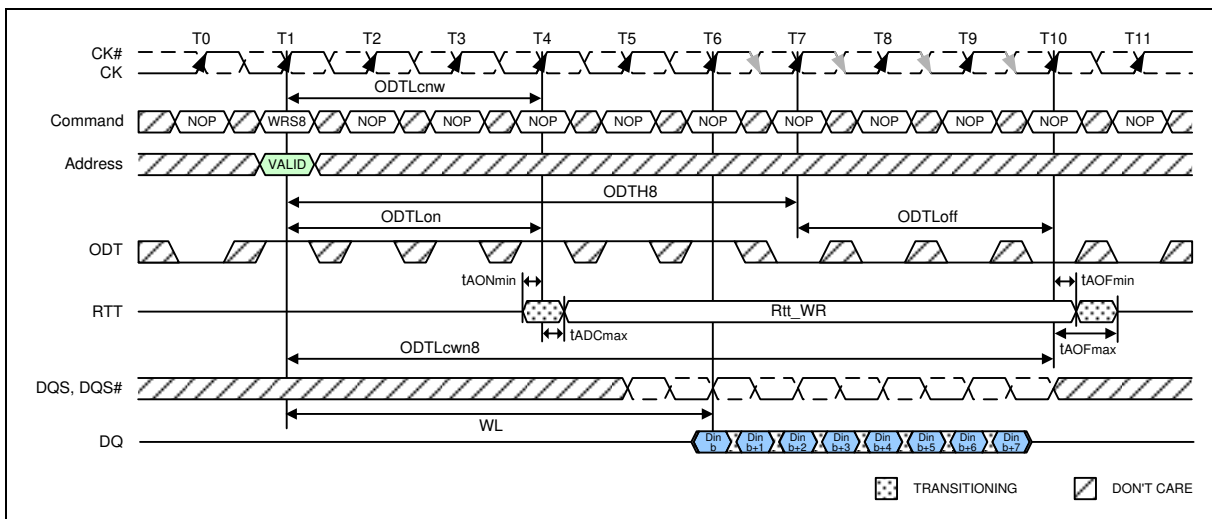 T0 T1 T2 T3 T4 T5 T6 T7 T8 T9 T10 T11
CK#
CK
ODTLcnw
Command NOP WRS8 NOP NOP NOP NOP NOP NOP NOP NOP NOP NOP
Address VALID
ODTH8
ODTLon ODTLoff
ODT
tAONmin tAOFmin
RTT Rtt_WR
tADCmax
ODTLcwn8 tAOFmax
DQS, DQS#
WL
DQ Din b Din b+1 Din b+2 Din b+3 Din b+4 Din b+5 Din b+6 Din b+7
TRANSITIONING DON'T CARE